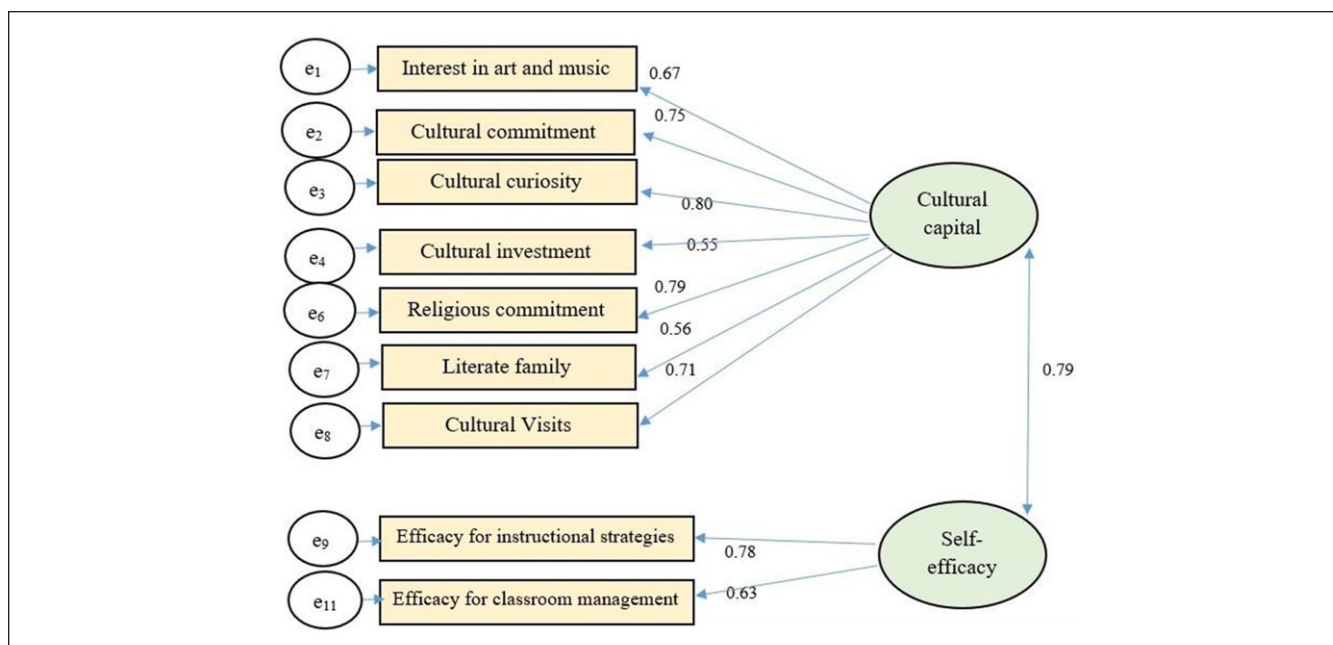 e₁
Interest in art and music
0.67
e₂
Cultural commitment
0.75
e₃
Cultural curiosity
0.80
Cultural
capital
e₄
Cultural investment
0.55
e₆
Religious commitment
0.79
0.56
e₇
Literate family
0.71
0.79
e₈
Cultural Visits
e₉
Efficacy for instructional strategies
0.78
Self-
efficacy
e₁₁
Efficacy for classroom management
0.63